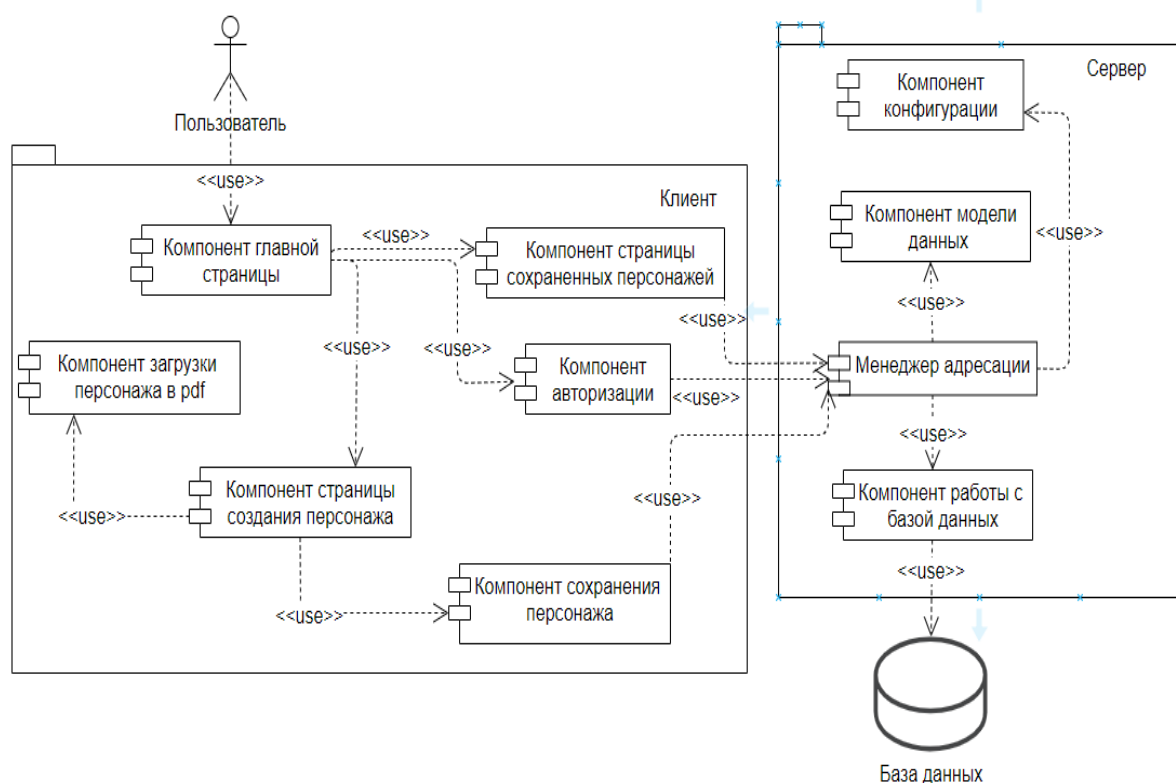 Пользователь
<<use>>
Клиент
Компонент главной
страницы
<<use>>
Компонент страницы
сохраненных персонажей
<<use>>
<<use>>
<<use>>
Компонент загрузки
персонажа в pdf
Компонент
авторизации
<<use>>
Компонент страницы
создания персонажа
<<use>>
<<use>>
Компонент сохранения
персонажа
<<use>>
Сервер
Компонент
конфигурации
Компонент модели
данных
<<use>>
<<use>>
Менеджер адресации
<<use>>
Компонент работы с
базой данных
<<use>>
База данных